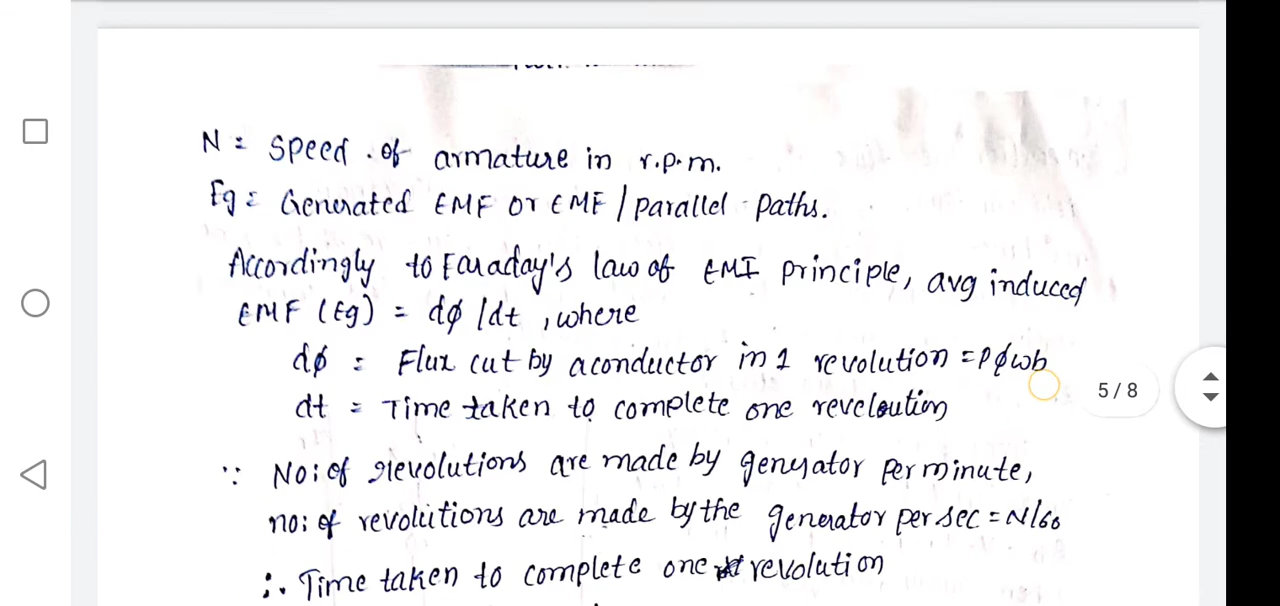 N = Speed of armature in r.p.m.
Eg = Generated EMF or EMF / parallel paths.
Accordingly to Faraday's law of EMI principle, avg induced
EMF (Eg) = dφ /dt , where
dφ = Flux cut by a conductor in 1 revolution = Pφ wb
5 / 8
dt = Time taken to complete one reveloution
∵ No: of revolutions are made by generator per minute,
no: of revolutions are made by the generator per sec = N/60
∴ Time taken to complete one revolution